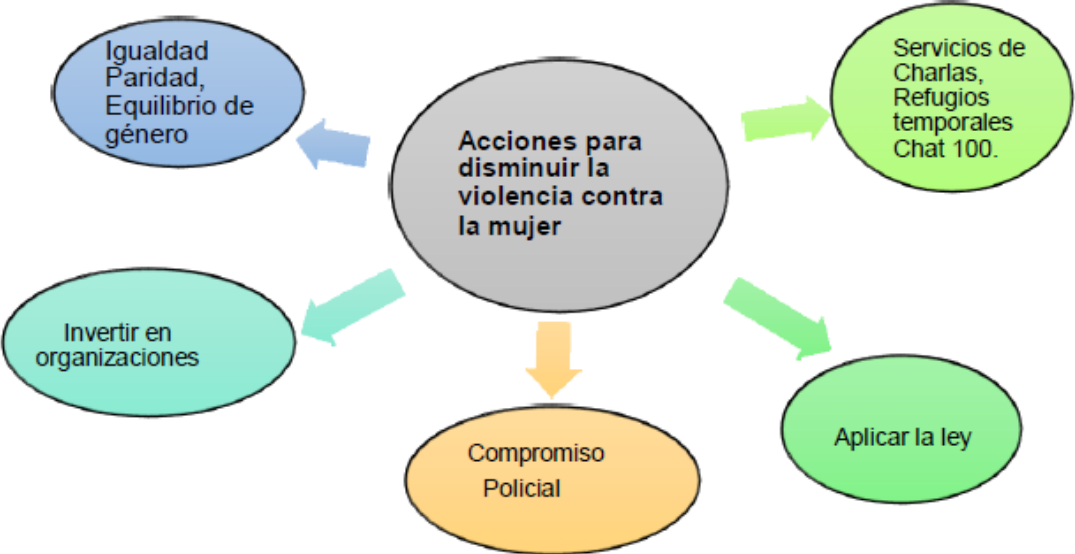 Igualdad
Paridad,
Equilibrio de
género
Acciones para
disminuir la
violencia contra
la mujer
Servicios de
Charlas,
Refugios
temporales
Chat 100.
Invertir en
organizaciones
Compromiso
Policial
Aplicar la ley